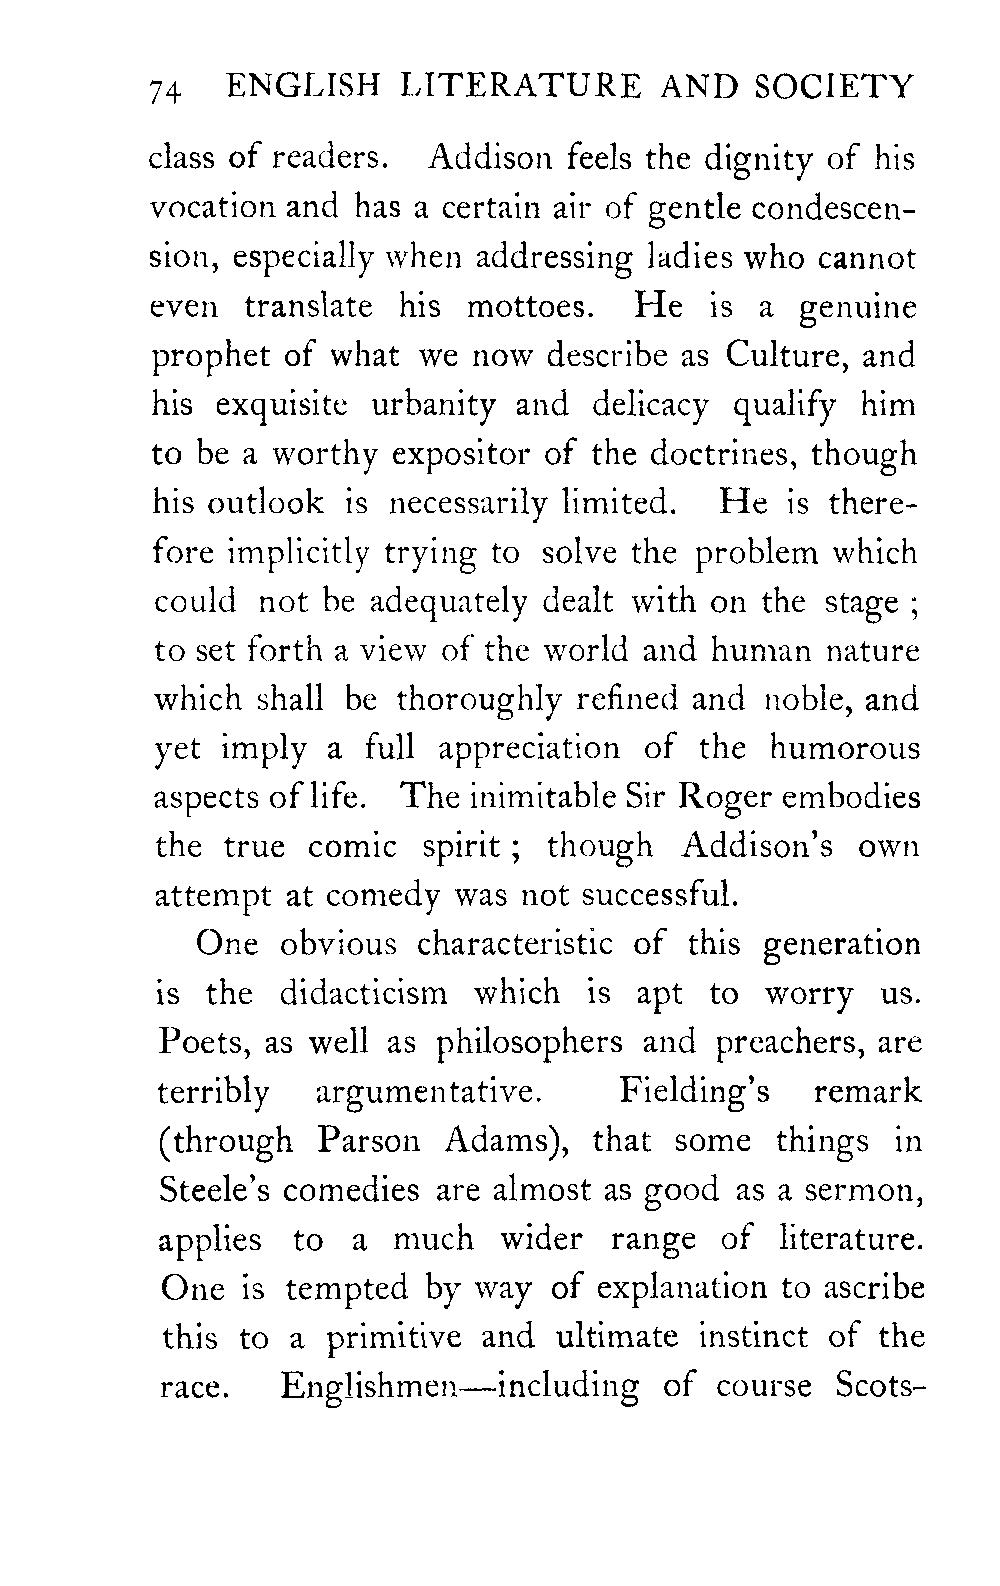 74 ENGLISH LITERATURE AND SOCIETY
class of readers. Addison feels the dignity of his
vocation and has a certain air of gentle condescen-
sion, especially when addressing ladies who cannot
even translate his mottoes. He is a genuine
prophet of what we now describe as Culture, and
his exquisite urbanity and delicacy qualify him
to be a worthy expositor of the doctrines, though
his outlook is necessarily limited. He is there-
fore implicitly trying to solve the problem which
could not be adequately dealt with on the stage ;
to set forth a view of the world and human nature
which shall be thoroughly refined and noble, and
yet imply a full appreciation of the humorous
aspects of life. The inimitable Sir Roger embodies
the true comic spirit ; though Addison's own
attempt at comedy was not successful.
One obvious characteristic of this generation
is the didacticism which is apt to worry us.
Poets, as well as philosophers and preachers, are
terribly argumentative. Fielding's remark
(through Parson Adams), that some things in
Steele's comedies are almost as good as a sermon,
applies to a much wider range of literature.
One is tempted by way of explanation to ascribe
this to a primitive and ultimate instinct of the
race. Englishmen—including of course Scots-